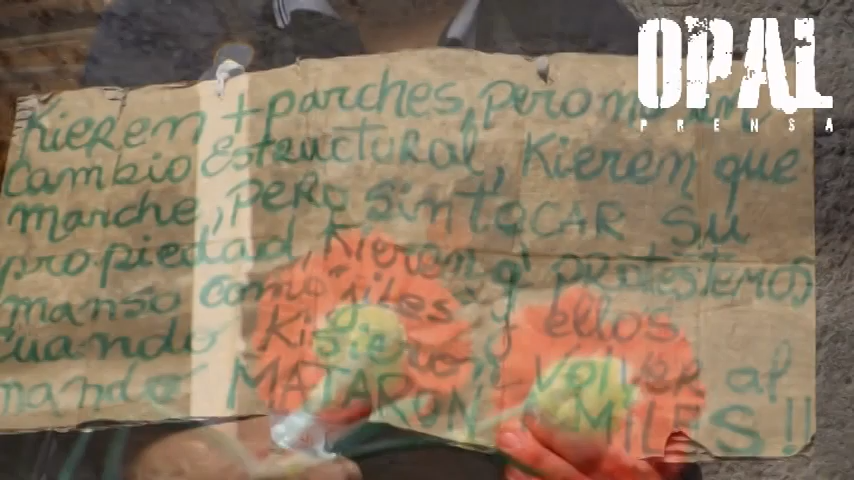 OPAL
PRENSA
Kieren + parches, pero no un
cambio Estructural, Kieren que
marche, pero sin tocar su
propiedad, Kieren q protestemos
manso como "jiles" y ellos
cuando Kisieron volver al
mando MATARON A MILES!!